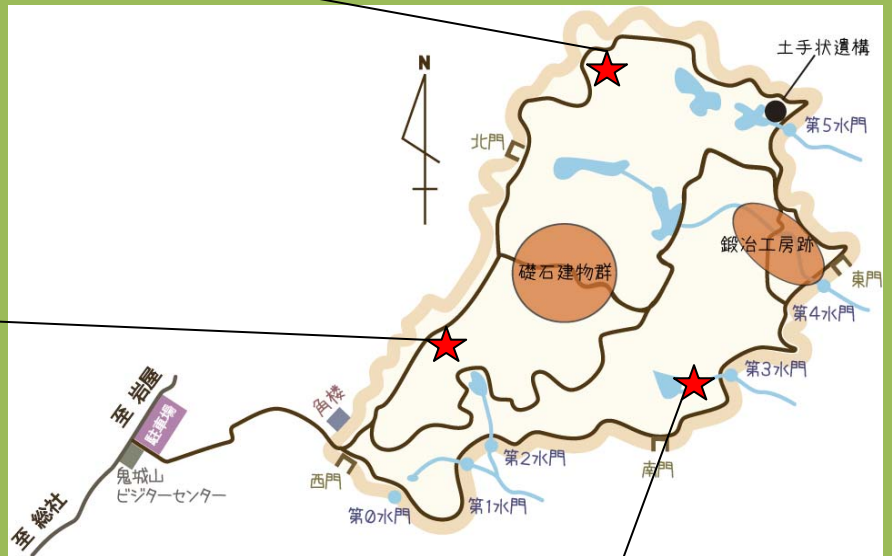 N
土手状遺構
第5水門
北門
鍛冶工房跡
礎石建物群
東門
第4水門
第3水門
至 岩屋
駐車場
角楼
鬼城山
ビジターセンター
西門
第2水門
南門
第1水門
第0水門
至 総社